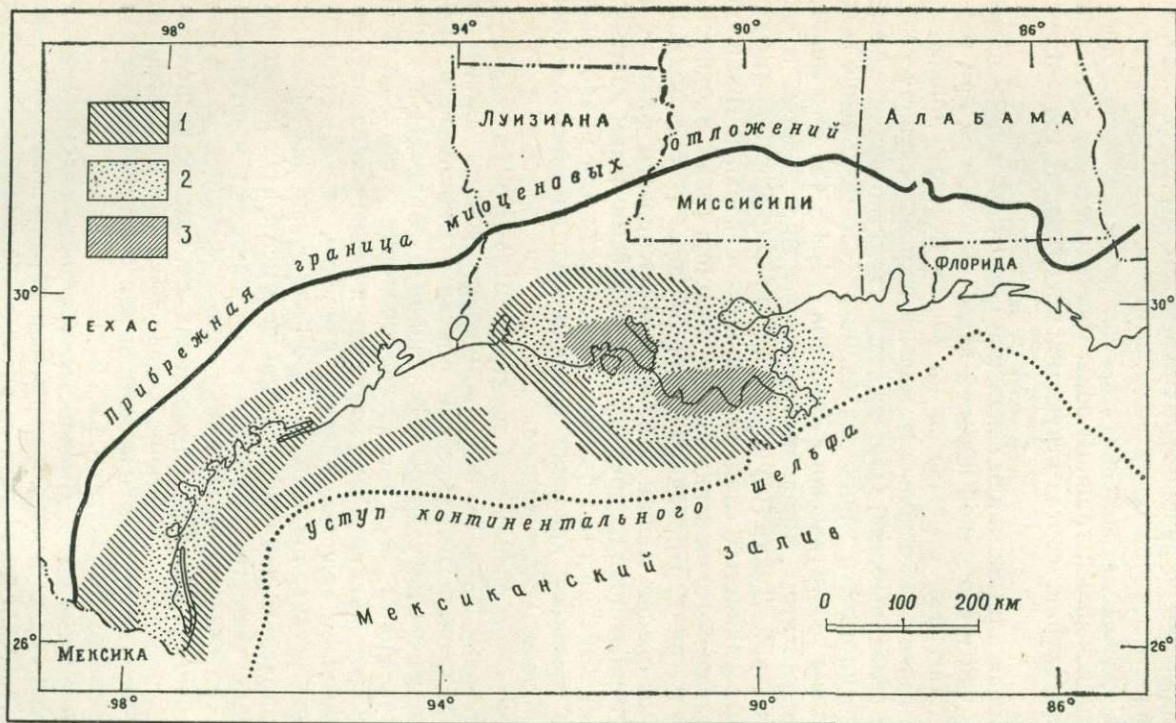 98° 94° 90° 86°
1
2
3
ЛУИЗИАНА
АЛАБАМА
МИССИСИПИ
ФЛОРИДА
Прибрежная граница миоценовых отложений
30° 30°
ТЕХАС
Уступ континентального шельфа
Мексиканский залив
0 100 200 км
26° 26°
МЕКСИКА
98° 94° 90° 86°